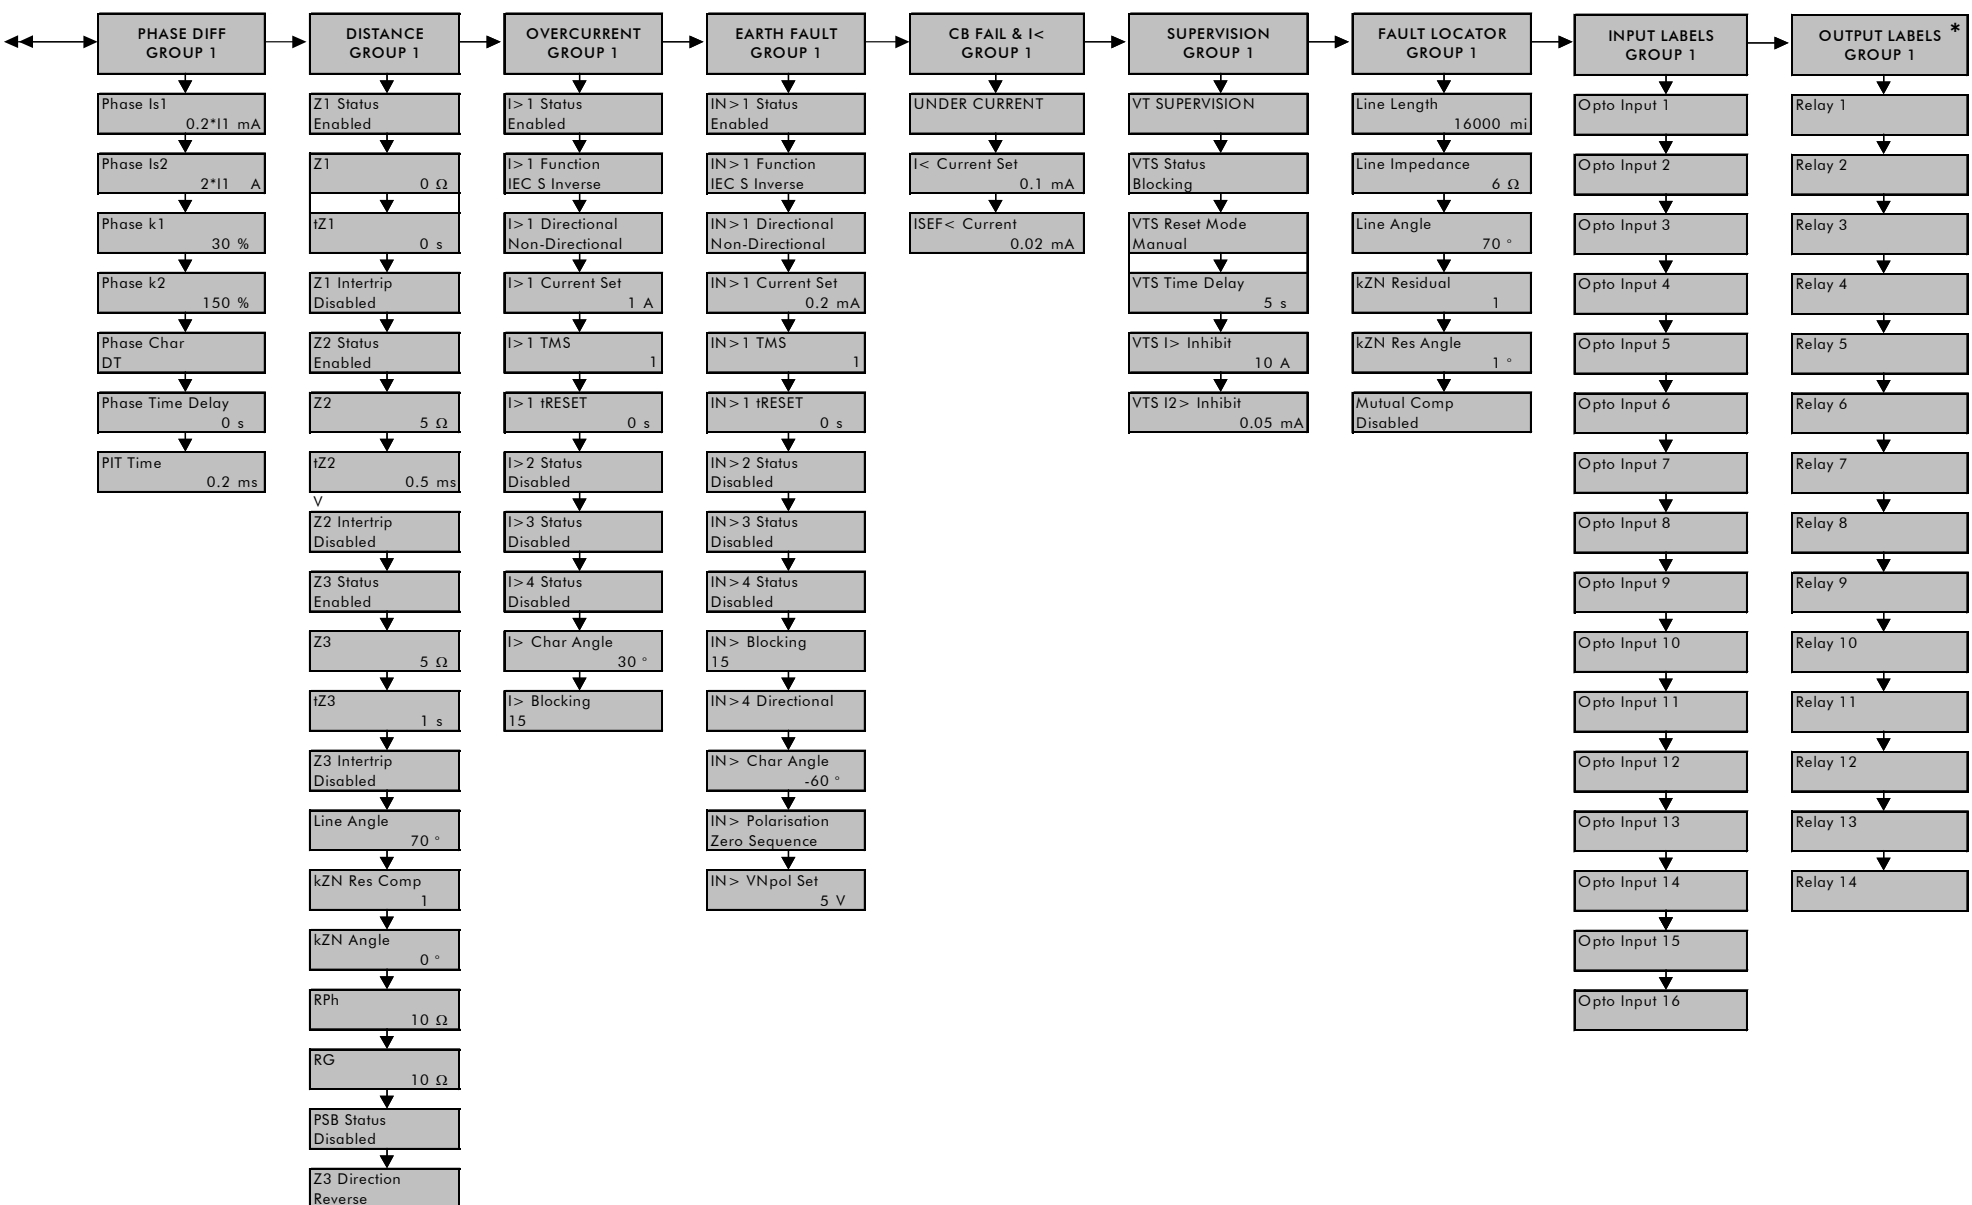 PHASE DIFF
GROUP 1
Phase Is1
0.2*I1 mA
Phase Is2
2*I1 A
Phase k1
30 %
Phase k2
150 %
Phase Char
DT
Phase Time Delay
0 s
PIT Time
0.2 ms
DISTANCE
GROUP 1
Z1 Status
Enabled
Z1
0 Ω
tZ1
0 s
Z1 Intertrip
Disabled
Z2 Status
Enabled
Z2
5 Ω
tZ2
0.5 ms
V
Z2 Intertrip
Disabled
Z3 Status
Enabled
Z3
5 Ω
tZ3
1 s
Z3 Intertrip
Disabled
Line Angle
70 °
kZN Res Comp
1
kZN Angle
0 °
RPh
10 Ω
RG
10 Ω
PSB Status
Disabled
Z3 Direction
Reverse
OVERCURRENT
GROUP 1
I>1 Status
Enabled
I>1 Function
IEC S Inverse
I>1 Directional
Non-Directional
I>1 Current Set
1 A
I>1 TMS
1
I>1 tRESET
0 s
I>2 Status
Disabled
I>3 Status
Disabled
I>4 Status
Disabled
I> Char Angle
30 °
I> Blocking
15
EARTH FAULT
GROUP 1
IN>1 Status
Enabled
IN>1 Function
IEC S Inverse
IN>1 Directional
Non-Directional
IN>1 Current Set
0.2 mA
IN>1 TMS
1
IN>1 tRESET
0 s
IN>2 Status
Disabled
IN>3 Status
Disabled
IN>4 Status
Disabled
IN> Blocking
15
IN>4 Directional
IN> Char Angle
-60 °
IN> Polarisation
Zero Sequence
IN> VNpol Set
5 V
CB FAIL & I<
GROUP 1
UNDER CURRENT
I< Current Set
0.1 mA
ISEF< Current
0.02 mA
SUPERVISION
GROUP 1
VT SUPERVISION
VTS Status
Blocking
VTS Reset Mode
Manual
VTS Time Delay
5 s
VTS I> Inhibit
10 A
VTS I2> Inhibit
0.05 mA
FAULT LOCATOR
GROUP 1
Line Length
16000 mi
Line Impedance
6 Ω
Line Angle
70 °
kZN Residual
1
kZN Res Angle
1 °
Mutual Comp
Disabled
INPUT LABELS
GROUP 1
Opto Input 1
Opto Input 2
Opto Input 3
Opto Input 4
Opto Input 5
Opto Input 6
Opto Input 7
Opto Input 8
Opto Input 9
Opto Input 10
Opto Input 11
Opto Input 12
Opto Input 13
Opto Input 14
Opto Input 15
Opto Input 16
OUTPUT LABELS *
GROUP 1
Relay 1
Relay 2
Relay 3
Relay 4
Relay 5
Relay 6
Relay 7
Relay 8
Relay 9
Relay 10
Relay 11
Relay 12
Relay 13
Relay 14